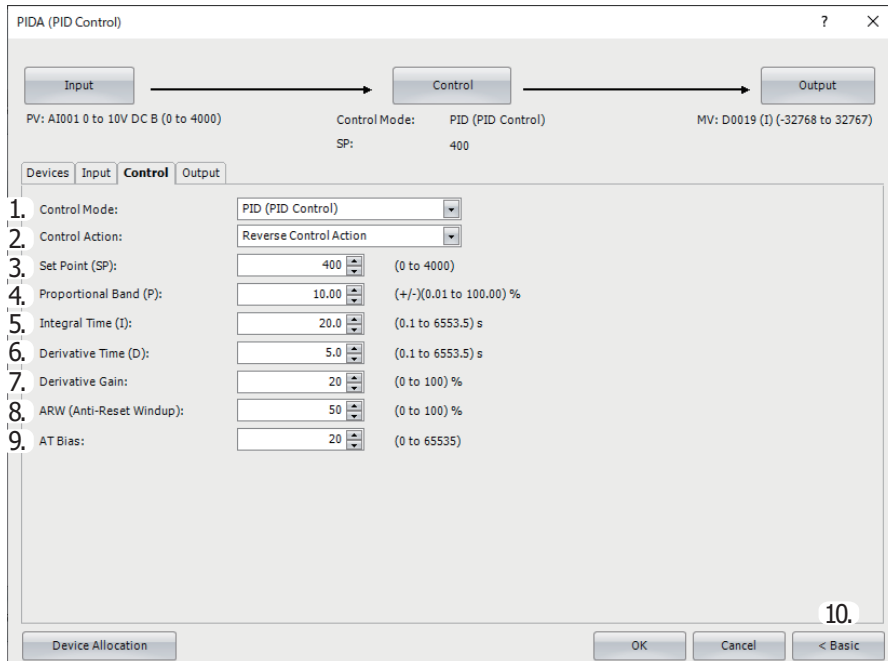 PIDA (PID Control) ? ×
Input Control Output
PV: AI001 0 to 10V DC B (0 to 4000) Control Mode: PID (PID Control) MV: D0019 (I) (-32768 to 32767)
SP: 400
Devices Input Control Output
1. Control Mode: PID (PID Control)
2. Control Action: Reverse Control Action
3. Set Point (SP): 400 (0 to 4000)
4. Proportional Band (P): 10.00 (+/-)(0.01 to 100.00) %
5. Integral Time (I): 20.0 (0.1 to 6553.5) s
6. Derivative Time (D): 5.0 (0.1 to 6553.5) s
7. Derivative Gain: 20 (0 to 100) %
8. ARW (Anti-Reset Windup): 50 (0 to 100) %
9. AT Bias: 20 (0 to 65535)
10.
Device Allocation OK Cancel < Basic